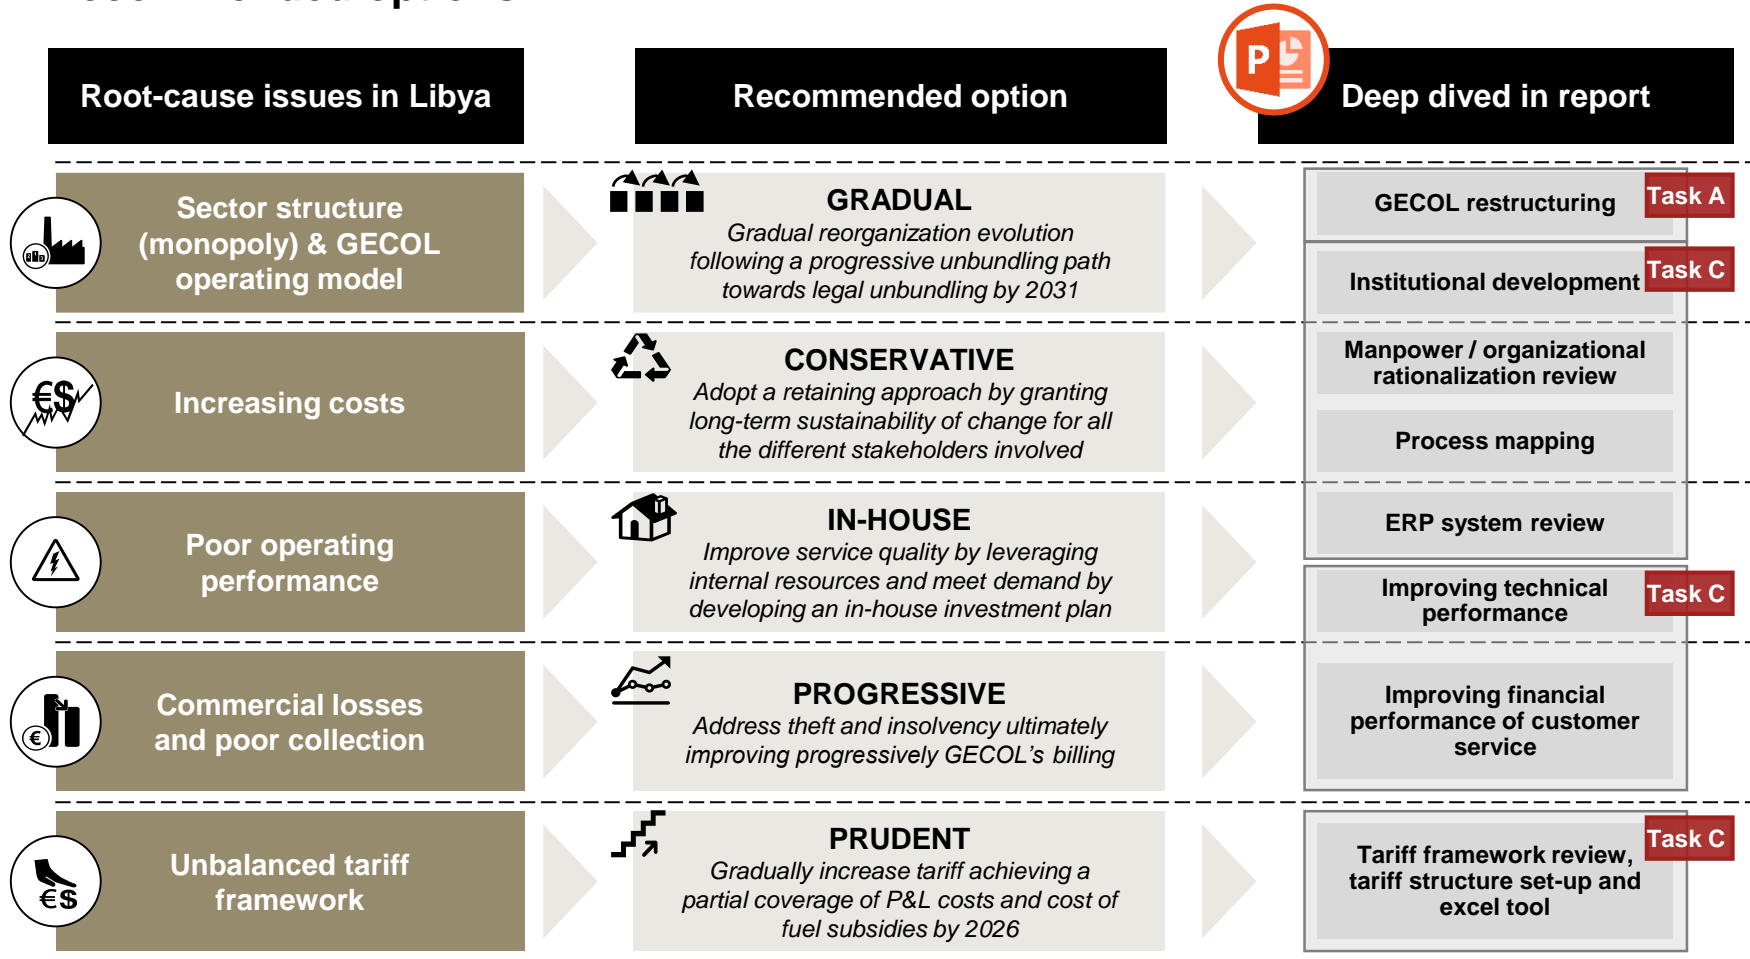 Root-cause issues in Libya
Recommended option
P
Deep dived in report
Sector structure
(monopoly) & GECOL
operating model
GRADUAL
Gradual reorganization evolution
following a progressive unbundling path
towards legal unbundling by 2031
GECOL restructuring
Task A
Institutional development
Task C
€$
Increasing costs
CONSERVATIVE
Adopt a retaining approach by granting
long-term sustainability of change for all
the different stakeholders involved
Manpower / organizational
rationalization review
Process mapping
Poor operating
performance
IN-HOUSE
Improve service quality by leveraging
internal resources and meet demand by
developing an in-house investment plan
ERP system review
Improving technical
performance
Task C
€
Commercial losses
and poor collection
PROGRESSIVE
Address theft and insolvency ultimately
improving progressively GECOL's billing
Improving financial
performance of customer
service
€$
Unbalanced tariff
framework
PRUDENT
Gradually increase tariff achieving a
partial coverage of P&L costs and cost of
fuel subsidies by 2026
Tariff framework review,
tariff structure set-up and
excel tool
Task C